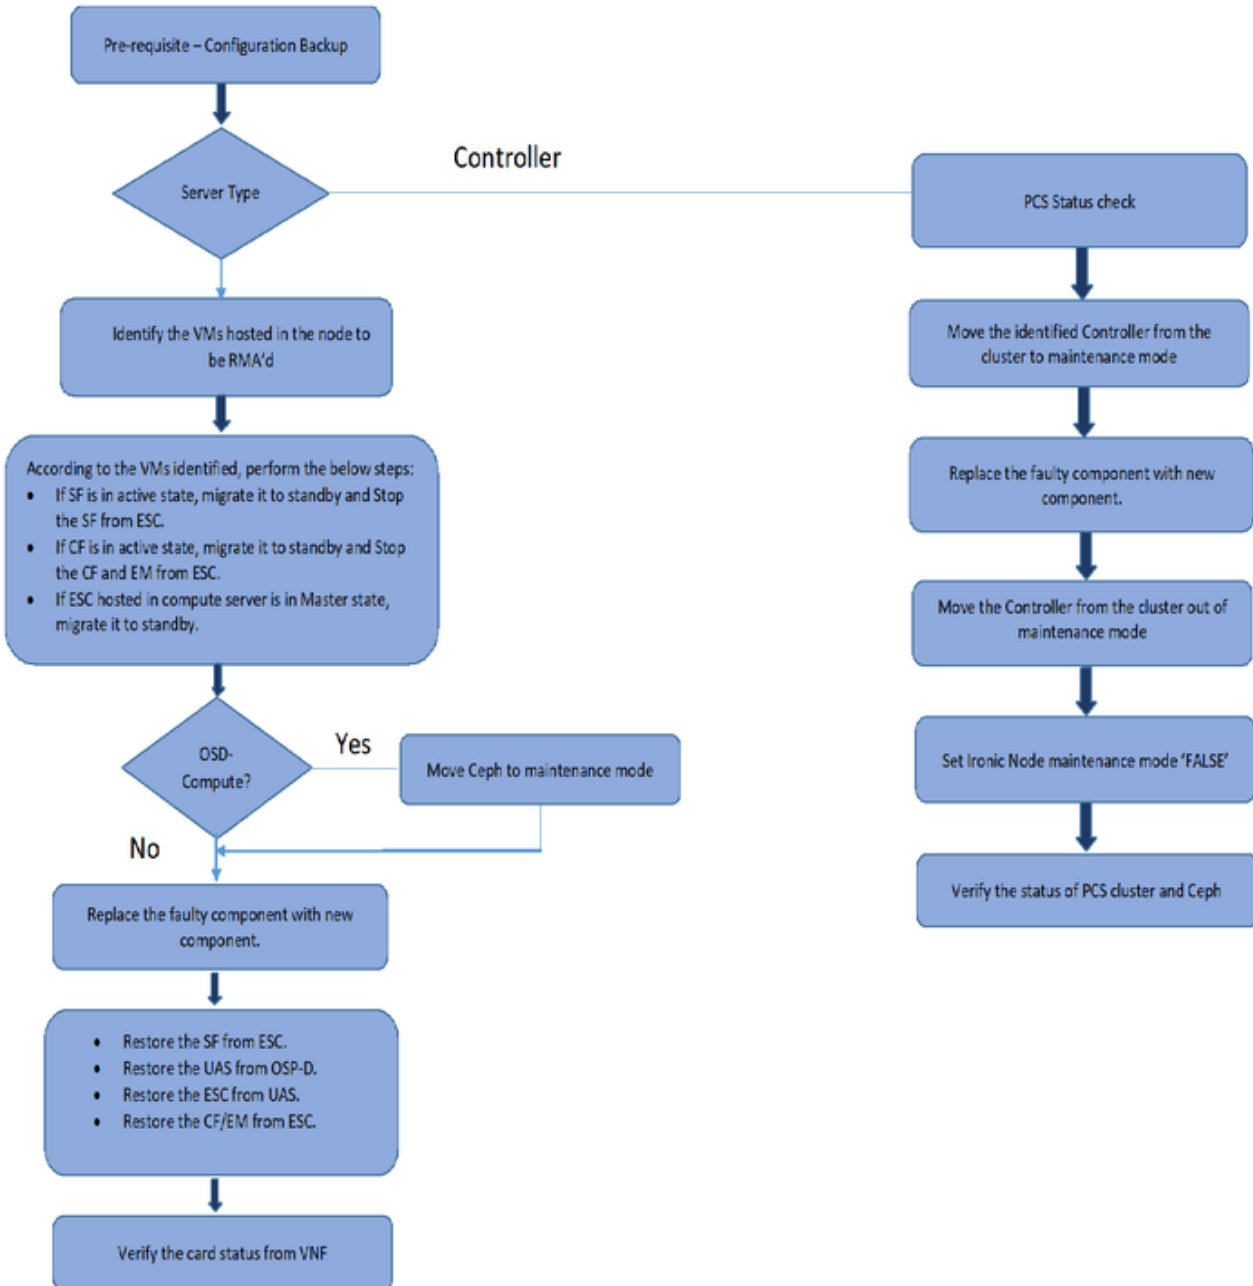 Pre-requisite – Configuration Backup
Server Type
Controller
Identify the VMs hosted in the node to
be RMA'd
According to the VMs identified, perform the below steps:
• If SF is in active state, migrate it to standby and Stop
the SF from ESC.
• If CF is in active state, migrate it to standby and Stop
the CF and EM from ESC.
• If ESC hosted in compute server is in Master state,
migrate it to standby.
OSD-
Compute?
Yes
Move Ceph to maintenance mode
No
Replace the faulty component with new
component.
• Restore the SF from ESC.
• Restore the UAS from OSP-D.
• Restore the ESC from UAS.
• Restore the CF/EM from ESC.
Verify the card status from VNF
PCS Status check
Move the identified Controller from the
cluster to maintenance mode
Replace the faulty component with new
component.
Move the Controller from the cluster out of
maintenance mode
Set Ironic Node maintenance mode ‘FALSE’
Verify the status of PCS cluster and Ceph